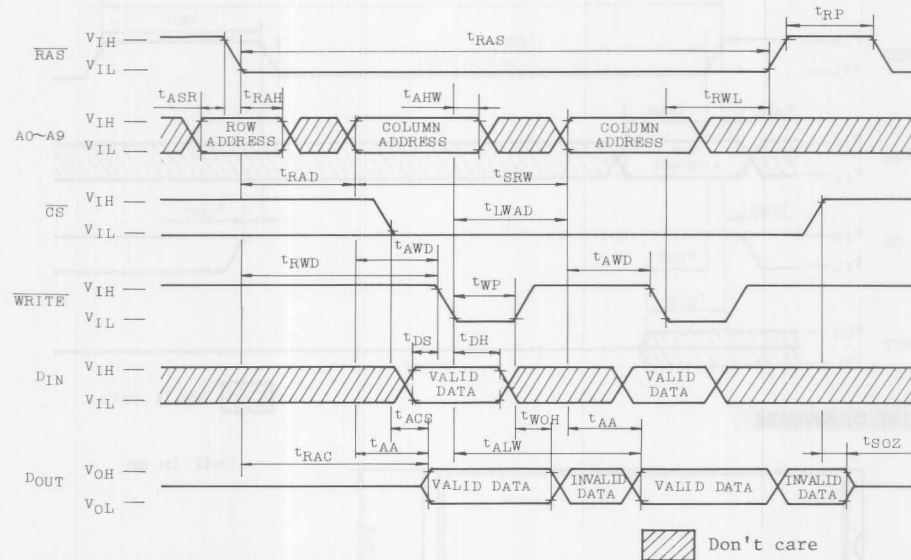 tRP
VIH
RAS
tRAS
VIL
tASR
tRAH
tAHW
tRWL
VIH
A0~A9
ROW ADDRESS
COLUMN ADDRESS
COLUMN ADDRESS
VIL
tRAD
tSRW
VIH
CS
tLWAD
VIL
tAWD
tRWD
tAWD
VIH
WRITE
tWP
VIL
tDS
tDH
VIH
DIN
VALID DATA
VALID DATA
VIL
tACS
tWOH
tAA
tAA
tRAC
tALW
tSOZ
VOH
DOUT
VALID DATA
INVALID DATA
VALID DATA
INVALID DATA
VOL
Don't care